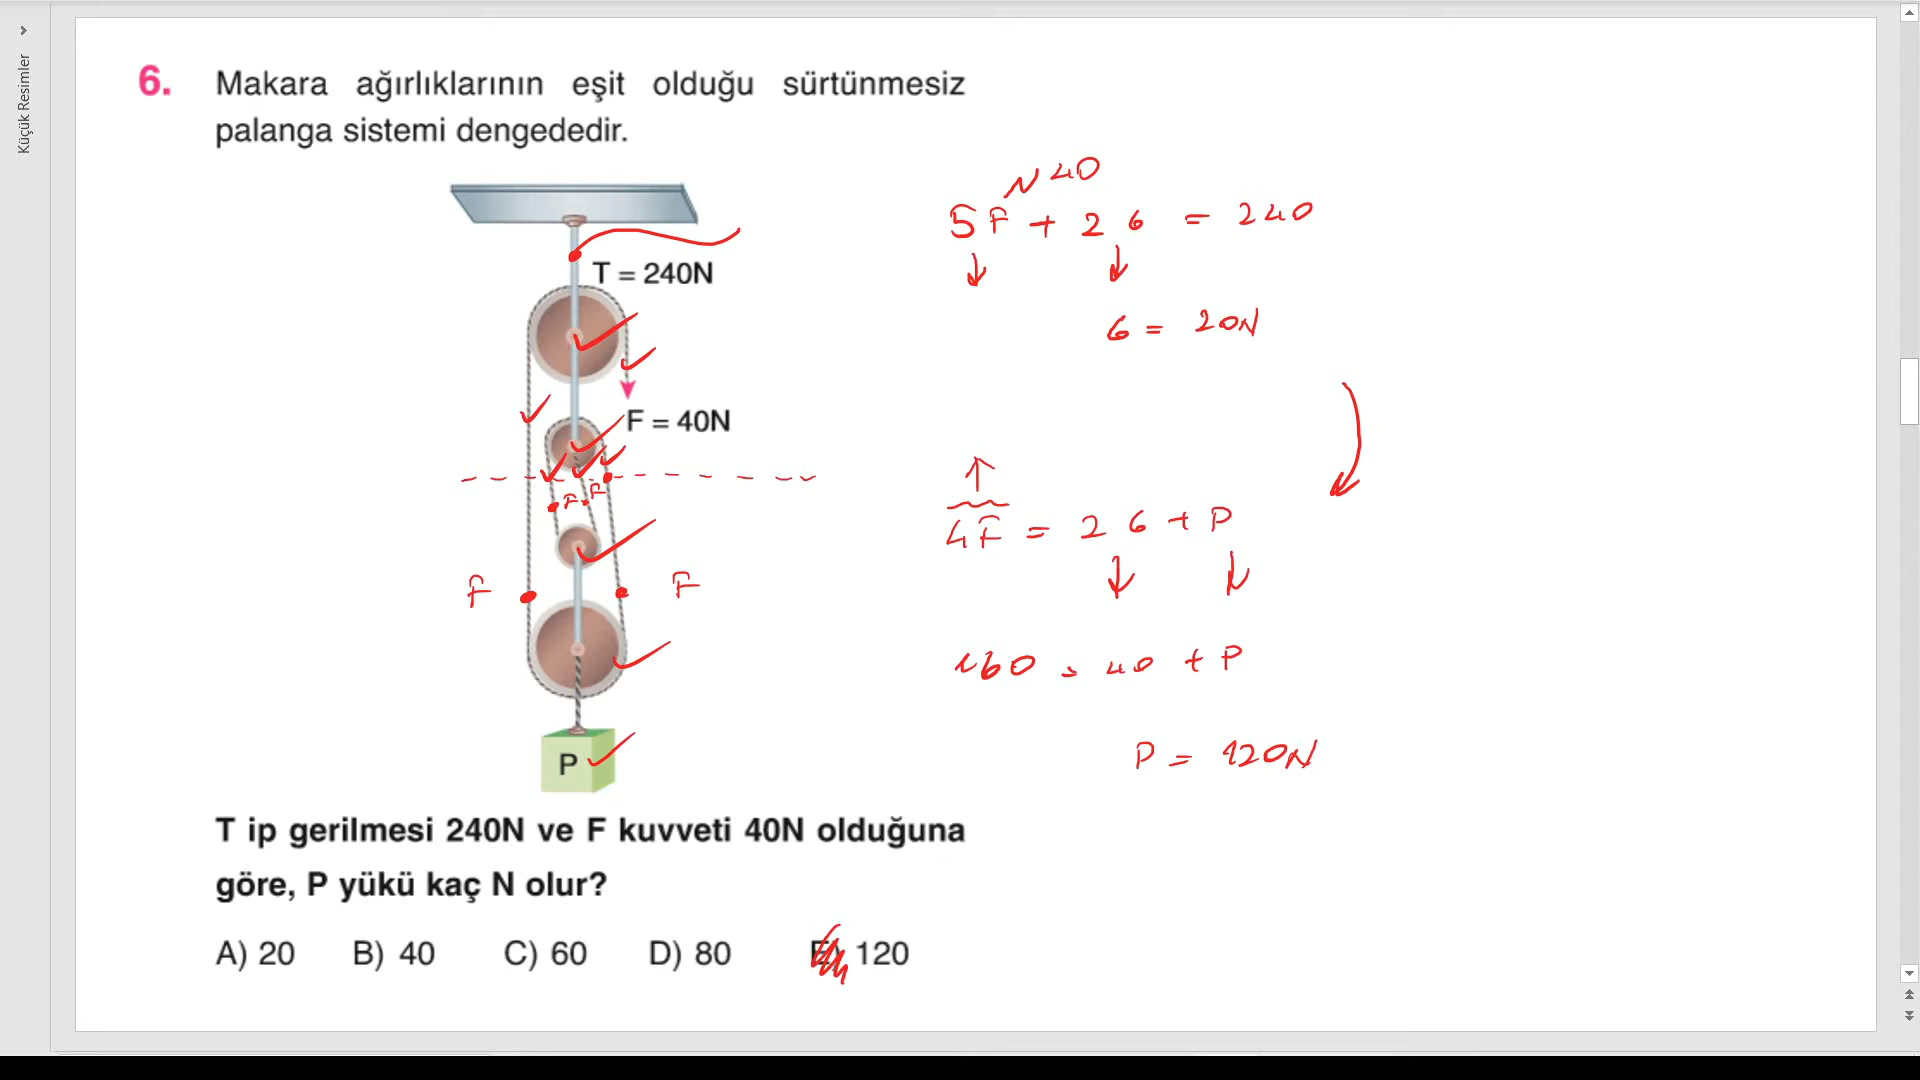 Küçük Resimler
6. Makara ağırlıklarının eşit olduğu sürtünmesiz
palanga sistemi dengededir.
T = 240N
F = 40N
F F
F F
P
T ip gerilmesi 240N ve F kuvveti 40N olduğuna
göre, P yükü kaç N olur?
A) 20 B) 40 C) 60 D) 80 E) 120
40
5F + 2G = 240
G = 20N
4F = 2G + P
160 = 40 + P
P = 120N